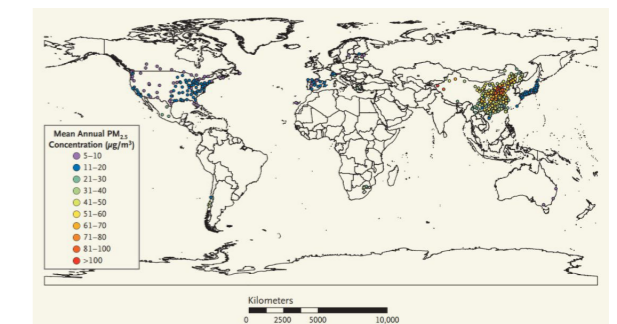 Mean Annual PM2.5
Concentration (μg/m³)
5–10
11–20
21–30
31–40
41–50
51–60
61–70
71–80
81–100
>100
Kilometers
0 2500 5000 10,000